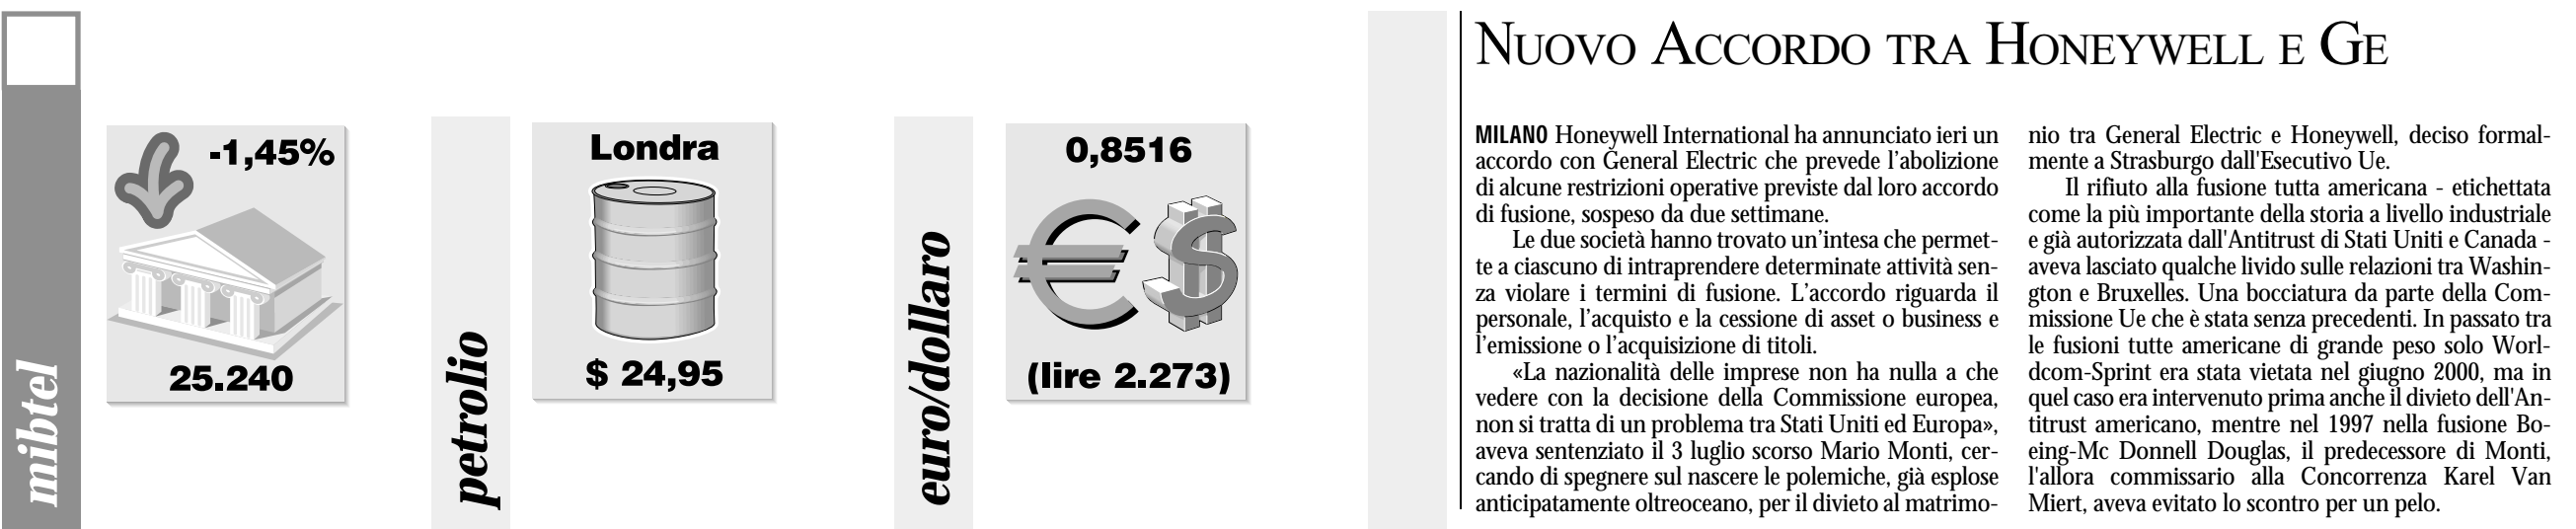 mibtel
-1,45%
25.240
petrolio
Londra
$ 24,95
euro/dollaro
0,8516
(lire 2.273)
NUOVO ACCORDO TRA HONEYWELL E GE
MILANO Honeywell International ha annunciato ieri un
accordo con General Electric che prevede l'abolizione
di alcune restrizioni operative previste dal loro accordo
di fusione, sospeso da due settimane.
Le due società hanno trovato un'intesa che permet-
te a ciascuno di intraprendere determinate attività sen-
za violare i termini di fusione. L'accordo riguarda il
personale, l'acquisto e la cessione di asset o business e
l'emissione o l'acquisizione di titoli.
«La nazionalità delle imprese non ha nulla a che
vedere con la decisione della Commissione europea,
non si tratta di un problema tra Stati Uniti ed Europa»,
aveva sentenziato il 3 luglio scorso Mario Monti, cer-
cando di spegnere sul nascere le polemiche, già esplose
anticipatamente oltreoceano, per il divieto al matrimo-
nio tra General Electric e Honeywell, deciso formal-
mente a Strasburgo dall'Esecutivo Ue.
Il rifiuto alla fusione tutta americana - etichettata
come la più importante della storia a livello industriale
e già autorizzata dall'Antitrust di Stati Uniti e Canada -
aveva lasciato qualche livido sulle relazioni tra Washin-
gton e Bruxelles. Una bocciatura da parte della Com-
missione Ue che è stata senza precedenti. In passato tra
le fusioni tutte americane di grande peso solo Worl-
dcom-Sprint era stata vietata nel giugno 2000, ma in
quel caso era intervenuto prima anche il divieto dell'An-
titrust americano, mentre nel 1997 nella fusione Bo-
eing-Mc Donnell Douglas, il predecessore di Monti,
l'allora commissario alla Concorrenza Karel Van
Miert, aveva evitato lo scontro per un pelo.